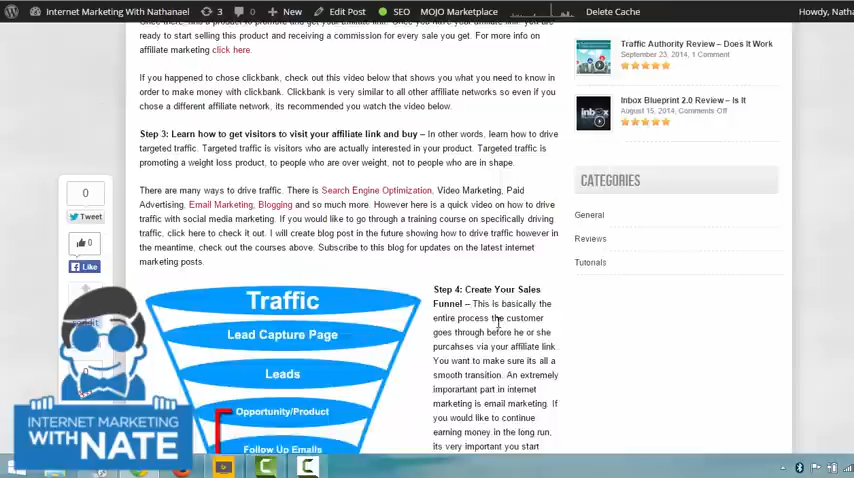 Internet Marketing With Nathanael
3
0
New
Edit Post
SEO
MOJO Marketplace
Delete Cache
Howdy, Natha
ready to start selling this product and receiving a commission for every sale you get. For more info on
affiliate marketing click here.
If you happened to chose clickbank, check out this video below that shows you what you need to know in
order to make money with clickbank. Clickbank is very similar to all other affiliate networks so even if you
chose a different affiliate network, its recommended you watch the video below.
Step 3: Learn how to get visitors to visit your affiliate link and buy – In other words, learn how to drive
targeted traffic. Targeted traffic is visitors who are actually interested in your product. Targeted traffic is
promoting a weight loss product, to people who are over weight, not to people who are in shape.
There are many ways to drive traffic. There is Search Engine Optimization, Video Marketing, Paid
Advertising, Email Marketing, Blogging and so much more. However here is a quick video on how to drive
traffic with social media marketing. If you would like to go through a training course on specifically driving
traffic, click here to check it out. I will create blog post in the future showing how to drive traffic however in
the meantime, check out the courses above. Subscribe to this blog for updates on the latest internet
marketing posts.
Traffic
Lead Capture Page
Leads
Opportunity/Product
Follow Up Emails
Step 4: Create Your Sales
Funnel – This is basically the
entire process the customer
goes through before he or she
purcahses via your affiliate link.
You want to make sure its all a
smooth transition. An extremely
imporartant part in internet
marketing is email marketing. If
you would like to continue
earning money in the long run,
its very important you start
Traffic Authority Review – Does It Work
September 23, 2014, 1 Comment
Inbox Blueprint 2.0 Review – Is It
August 15, 2014, Comments Off
inbox
CATEGORIES
General
Reviews
Tutorials
0
Tweet
0
Like
INTERNET MARKETING
WITH
NATE